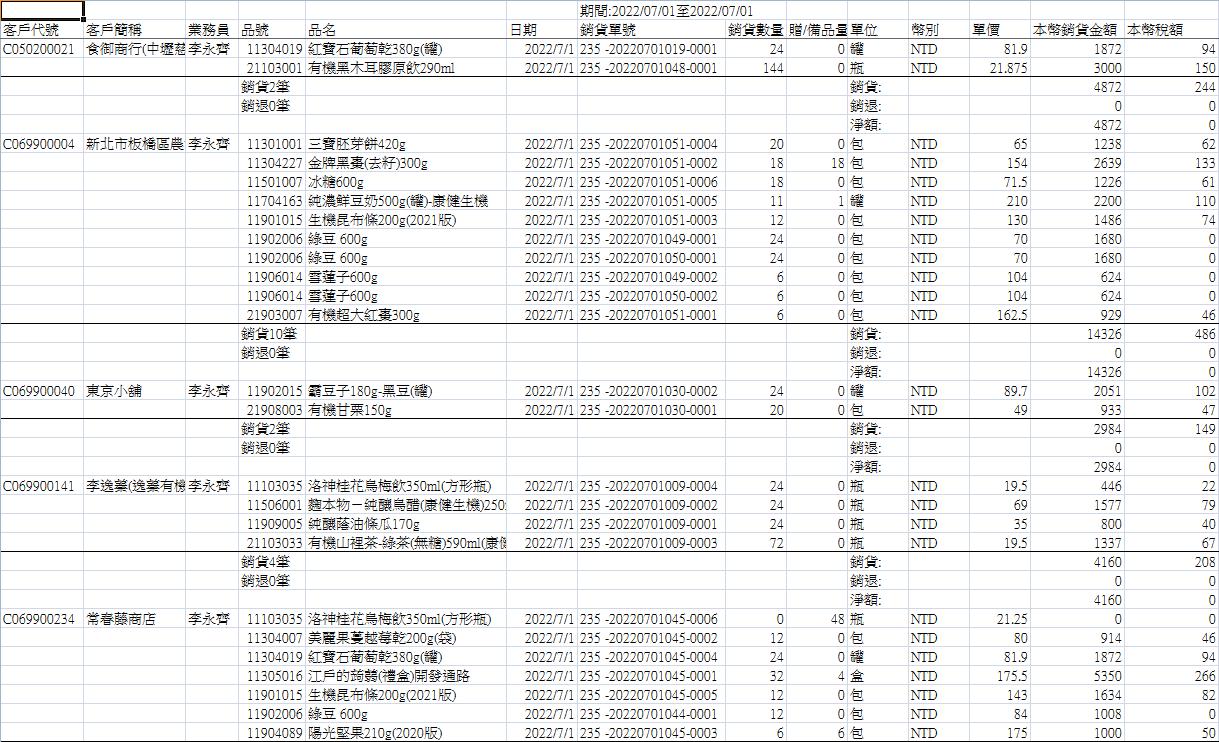 期間:2022/07/01至2022/07/01
客戶代號 客戶簡稱 業務員 品號 品名 日期 銷貨單號 銷貨數量 贈/備品量 單位 幣別 單價 本幣銷貨金額 本幣稅額
C050200021 食御商行(中壢慈 李永齊 11304019 紅寶石葡萄乾380g(罐) 2022/7/1 235 -20220701019-0001 24 0 罐 NTD 81.9 1872 94
21103001 有機黑木耳膠原飲290ml 2022/7/1 235 -20220701048-0001 144 0 瓶 NTD 21.875 3000 150
銷貨2筆 銷貨: 4872 244
銷退0筆 銷退: 0 0
淨額: 4872 0
C069900004 新北市板橋區農 李永齊 11301001 三寶胚芽餅420g 2022/7/1 235 -20220701051-0004 20 0 包 NTD 65 1238 62
11304227 金牌黑棗(去籽)300g 2022/7/1 235 -20220701051-0002 18 18 包 NTD 154 2639 133
11501007 冰糖600g 2022/7/1 235 -20220701051-0006 18 0 包 NTD 71.5 1226 61
11704163 純濃鮮豆奶500g(罐)-康健生機 2022/7/1 235 -20220701051-0005 11 1 罐 NTD 210 2200 110
11901015 生機昆布條200g(2021版) 2022/7/1 235 -20220701051-0003 12 0 包 NTD 130 1486 74
11902006 綠豆 600g 2022/7/1 235 -20220701049-0001 24 0 包 NTD 70 1680 0
11902006 綠豆 600g 2022/7/1 235 -20220701050-0001 24 0 包 NTD 70 1680 0
11906014 雪蓮子600g 2022/7/1 235 -20220701049-0002 6 0 包 NTD 104 624 0
11906014 雪蓮子600g 2022/7/1 235 -20220701050-0002 6 0 包 NTD 104 624 0
21903007 有機超大紅棗300g 2022/7/1 235 -20220701051-0001 6 0 包 NTD 162.5 929 46
銷貨10筆 銷貨: 14326 486
銷退0筆 銷退: 0 0
淨額: 14326 0
C069900040 東京小舖 李永齊 11902015 霸豆子180g-黑豆(罐) 2022/7/1 235 -20220701030-0002 24 0 罐 NTD 89.7 2051 102
21908003 有機甘栗150g 2022/7/1 235 -20220701030-0001 20 0 包 NTD 49 933 47
銷貨2筆 銷貨: 2984 149
銷退0筆 銷退: 0 0
淨額: 2984 0
C069900141 李逸蘂(逸蘂有機 李永齊 11103035 洛神桂花烏梅飲350ml(方形瓶) 2022/7/1 235 -20220701009-0004 24 0 瓶 NTD 19.5 446 22
11506001 麴本物－純釀烏醋(康健生機)250 2022/7/1 235 -20220701009-0002 24 0 瓶 NTD 69 1577 79
11909005 純釀蔭油條瓜170g 2022/7/1 235 -20220701009-0001 24 0 瓶 NTD 35 800 40
21103033 有機山裡茶-綠茶(無糖)590ml(康 2022/7/1 235 -20220701009-0003 72 0 瓶 NTD 19.5 1337 67
銷貨4筆 銷貨: 4160 208
銷退0筆 銷退: 0 0
淨額: 4160 0
C069900234 常春藤商店 李永齊 11103035 洛神桂花烏梅飲350ml(方形瓶) 2022/7/1 235 -20220701045-0006 0 48 瓶 NTD 21.25 0 0
11304007 美麗果蔓越莓乾200g(袋) 2022/7/1 235 -20220701045-0002 12 0 包 NTD 80 914 46
11304019 紅寶石葡萄乾380g(罐) 2022/7/1 235 -20220701045-0004 24 0 罐 NTD 81.9 1872 94
11305016 江戶的蒟蒻(禮盒)開發通路 2022/7/1 235 -20220701045-0001 32 4 盒 NTD 175.5 5350 266
11901015 生機昆布條200g(2021版) 2022/7/1 235 -20220701045-0005 12 0 包 NTD 143 1634 82
11902006 綠豆 600g 2022/7/1 235 -20220701044-0001 12 0 包 NTD 84 1008 0
11904089 陽光堅果210g(2020版) 2022/7/1 235 -20220701045-0003 6 6 包 NTD 175 1000 50